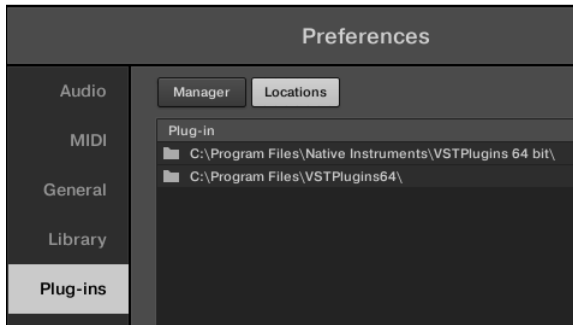 Preferences
Audio
MIDI
General
Library
Plug-ins
Manager Locations
Plug-in
C:\Program Files\Native Instruments\VSTPlugins 64 bit\
C:\Program Files\VSTPlugins64\